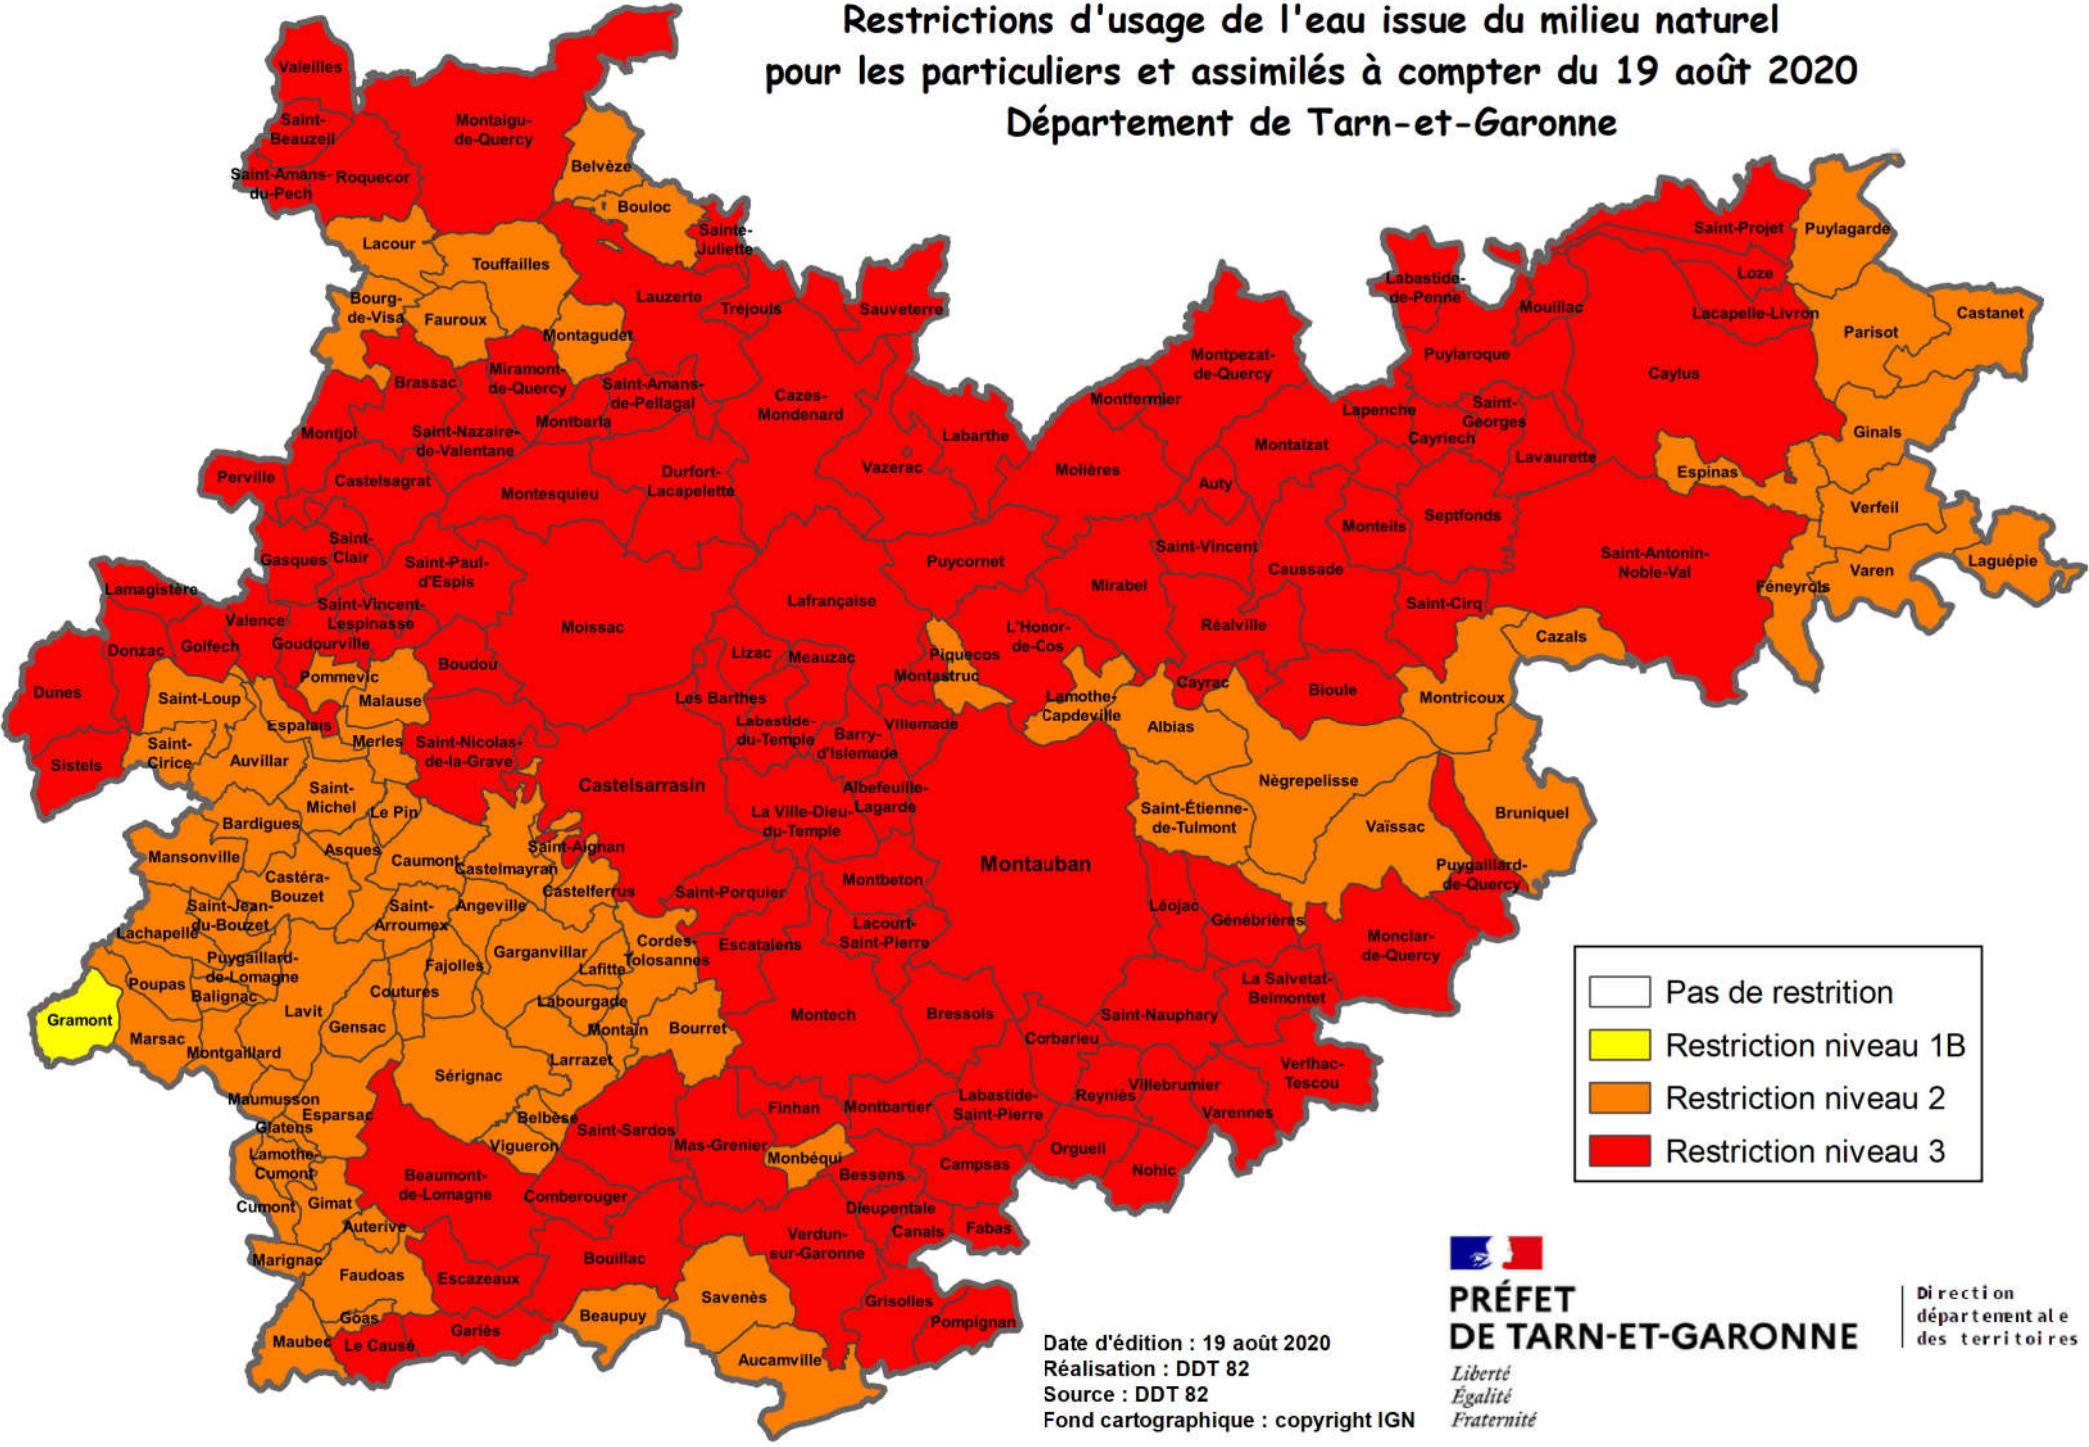 Restrictions d'usage de l'eau issue du milieu naturel
pour les particuliers et assimilés à compter du 19 août 2020
Département de Tarn-et-Garonne
Valeilles
Saint-
Beauzeil
Saint-Amans-
du-Pech
Roquecor
Montaigu-
de-Quercy
Belvèze
Bouloc
Sainte-
Juliette
Lacour
Touffailles
Bourg-
de-Visa
Fauroux
Montagudet
Lauzerte
Tréjouls
Sauveterre
Brassac
Miramont-
de-Quercy
Saint-Amans-
de-Pellagal
Montbarla
Cazes-
Mondenard
Montjoi
Saint-Nazaire-
de-Valentane
Perville
Castelsagrat
Montesquieu
Durfort-
Lacapelette
Vazerac
Labarthe
Molières
Montfermier
Montpezat-
de-Quercy
Labastide-
de-Penne
Mouillac
Saint-Projet
Puylagarde
Loze
Lacapelle-Livron
Parisot
Castanet
Puylaroque
Caylus
Lapenche
Saint-
Georges
Cayriech
Montalzat
Lavaurette
Ginals
Espinas
Auty
Verfeil
Septfonds
Monteils
Saint-Vincent
Caussade
Saint-Antonin-
Noble-Val
Varen
Laguépie
Féneyrols
Gasques
Saint-
Clair
Saint-Paul-
d'Espis
Puycornet
Mirabel
Lamagistère
Saint-Vincent-
Lespinasse
Valence
Goudourville
Golfech
Donzac
Moissac
Lafrançaise
L'Honor-
de-Cos
Réalville
Saint-Cirq
Cazals
Boudou
Lizac
Meauzac
Piquecos
Montastruc
Pommevic
Malause
Saint-Loup
Dunes
Les Barthes
Lamothe-
Capdeville
Cayrac
Bioule
Montricoux
Espalais
Merles
Saint-Nicolas-
de-la-Grave
Labastide-
du-Temple
Barry-
d'Islemade
Villemade
Albias
Saint-
Cirice
Sistels
Auvillar
Castelsarrasin
Nègrepelisse
Saint-
Michel
Le Pin
Albefeuille-
Lagarde
La Ville-Dieu-
du-Temple
Saint-Étienne-
de-Tulmont
Vaïssac
Bruniquel
Bardigues
Mansonville
Asques
Caumont
Castelmayran
Saint-Aignan
Montauban
Puygaillard-
de-Quercy
Castéra-
Bouzet
Castelferrus
Saint-Porquier
Montbeton
Saint-Jean-
du-Bouzet
Saint-
Arroumex
Angeville
Léojac
Génébrières
Lachapelle
Lacourt-
Saint-Pierre
Escatalens
Monclar-
de-Quercy
Garganvillar
Cordes-
Tolosannes
Lafitte
Fajolles
Puygaillard-
de-Lomagne
Poupas
Balignac
Coutures
Labourgade
La Salvetat-
Belmontet
Gramont
Lavit
Gensac
Montain
Bourret
Montech
Bressols
Saint-Nauphary
Marsac
Montgaillard
Corbarieu
Larrazet
Sérignac
Verlhac-
Tescou
Villebrumier
Reyniès
Maumusson
Esparsac
Glatens
Belbèse
Saint-Sardos
Finhan
Montbartier
Labastide-
Saint-Pierre
Varennes
Vigueron
Mas-Grenier
Monbéqui
Orgueil
Nohic
Lamothe-
Cumont
Beaumont-
de-Lomagne
Bessens
Campsas
Cumont
Gimat
Comberouger
Dieupentale
Canals
Fabas
Auterive
Verdun-
sur-Garonne
Marignac
Faudoas
Escazeaux
Bouillac
Goas
Beaupuy
Savenès
Grisolles
Pompignan
Maubec
Le Causé
Gariès
Aucamville
Pas de restrition
Restriction niveau 1B
Restriction niveau 2
Restriction niveau 3
Date d'édition : 19 août 2020
Réalisation : DDT 82
Source : DDT 82
Fond cartographique : copyright IGN
PRÉFET
DE TARN-ET-GARONNE
Liberté
Égalité
Fraternité
Direction
départementale
des territoires